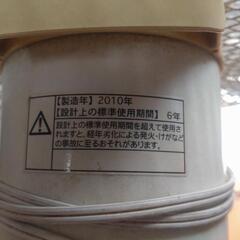 【製造年】2010年
【設計上の標準使用期間】 6年
設計上の標準使用期間を超えて使用さ
れますと、経年劣化による発火・けがなど
の事故に至るおそれがあります。